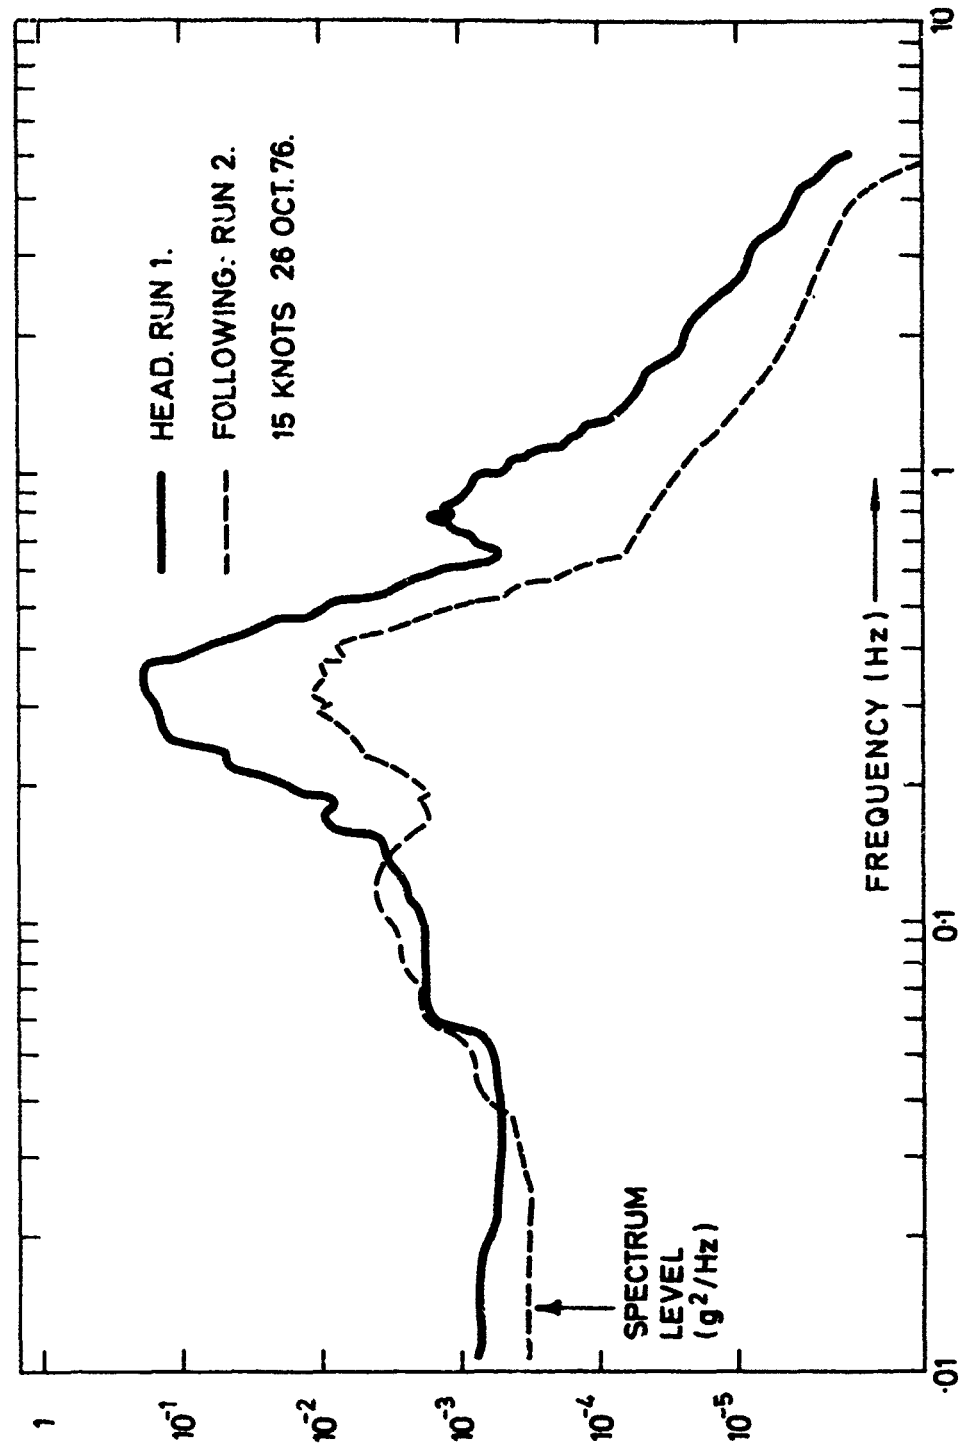 HEAD. RUN 1.
FOLLOWING: RUN 2.
15 KNOTS 26 OCT. 76.
1
10⁻¹
10⁻²
10⁻³
10⁻⁴
10⁻⁵
SPECTRUM
LEVEL
(g²/Hz)
FREQUENCY (Hz)
·01
0·1
1
10